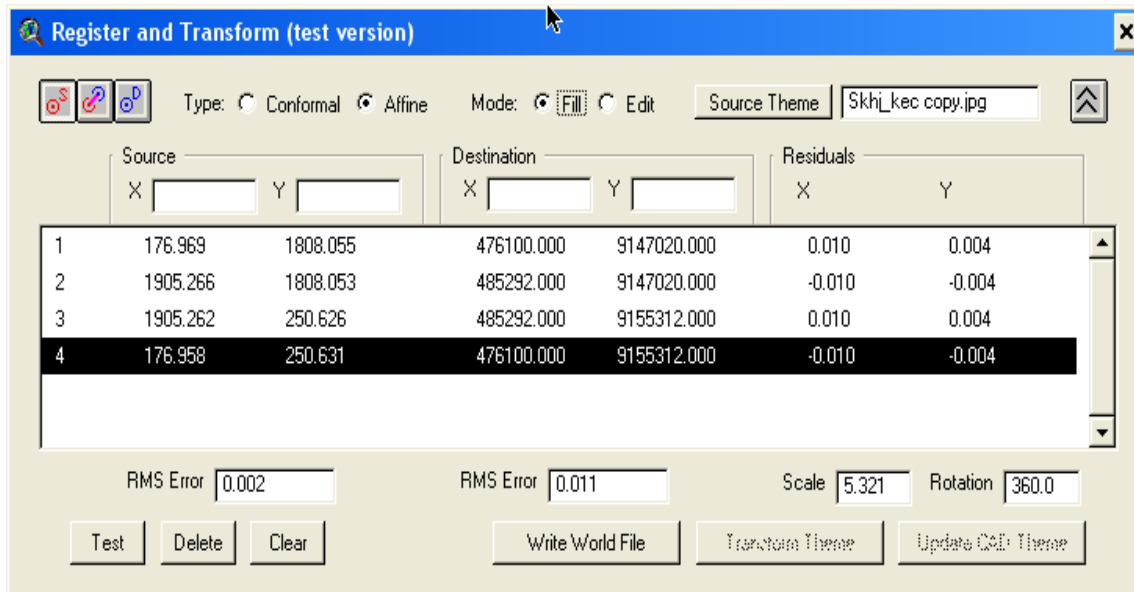 Register and Transform (test version)
S D Type: Conformal Affine Mode: Fill Edit Source Theme Skhj_kec copy.jpg
Source Destination Residuals
X Y X Y X Y
1 176.969 1808.055 476100.000 9147020.000 0.010 0.004
2 1905.266 1808.053 485292.000 9147020.000 -0.010 -0.004
3 1905.262 250.626 485292.000 9155312.000 0.010 0.004
4 176.958 250.631 476100.000 9155312.000 -0.010 -0.004
RMS Error 0.002 RMS Error 0.011 Scale 5.321 Rotation 360.0
Test Delete Clear Write World File Transform Theme Update CAD Theme